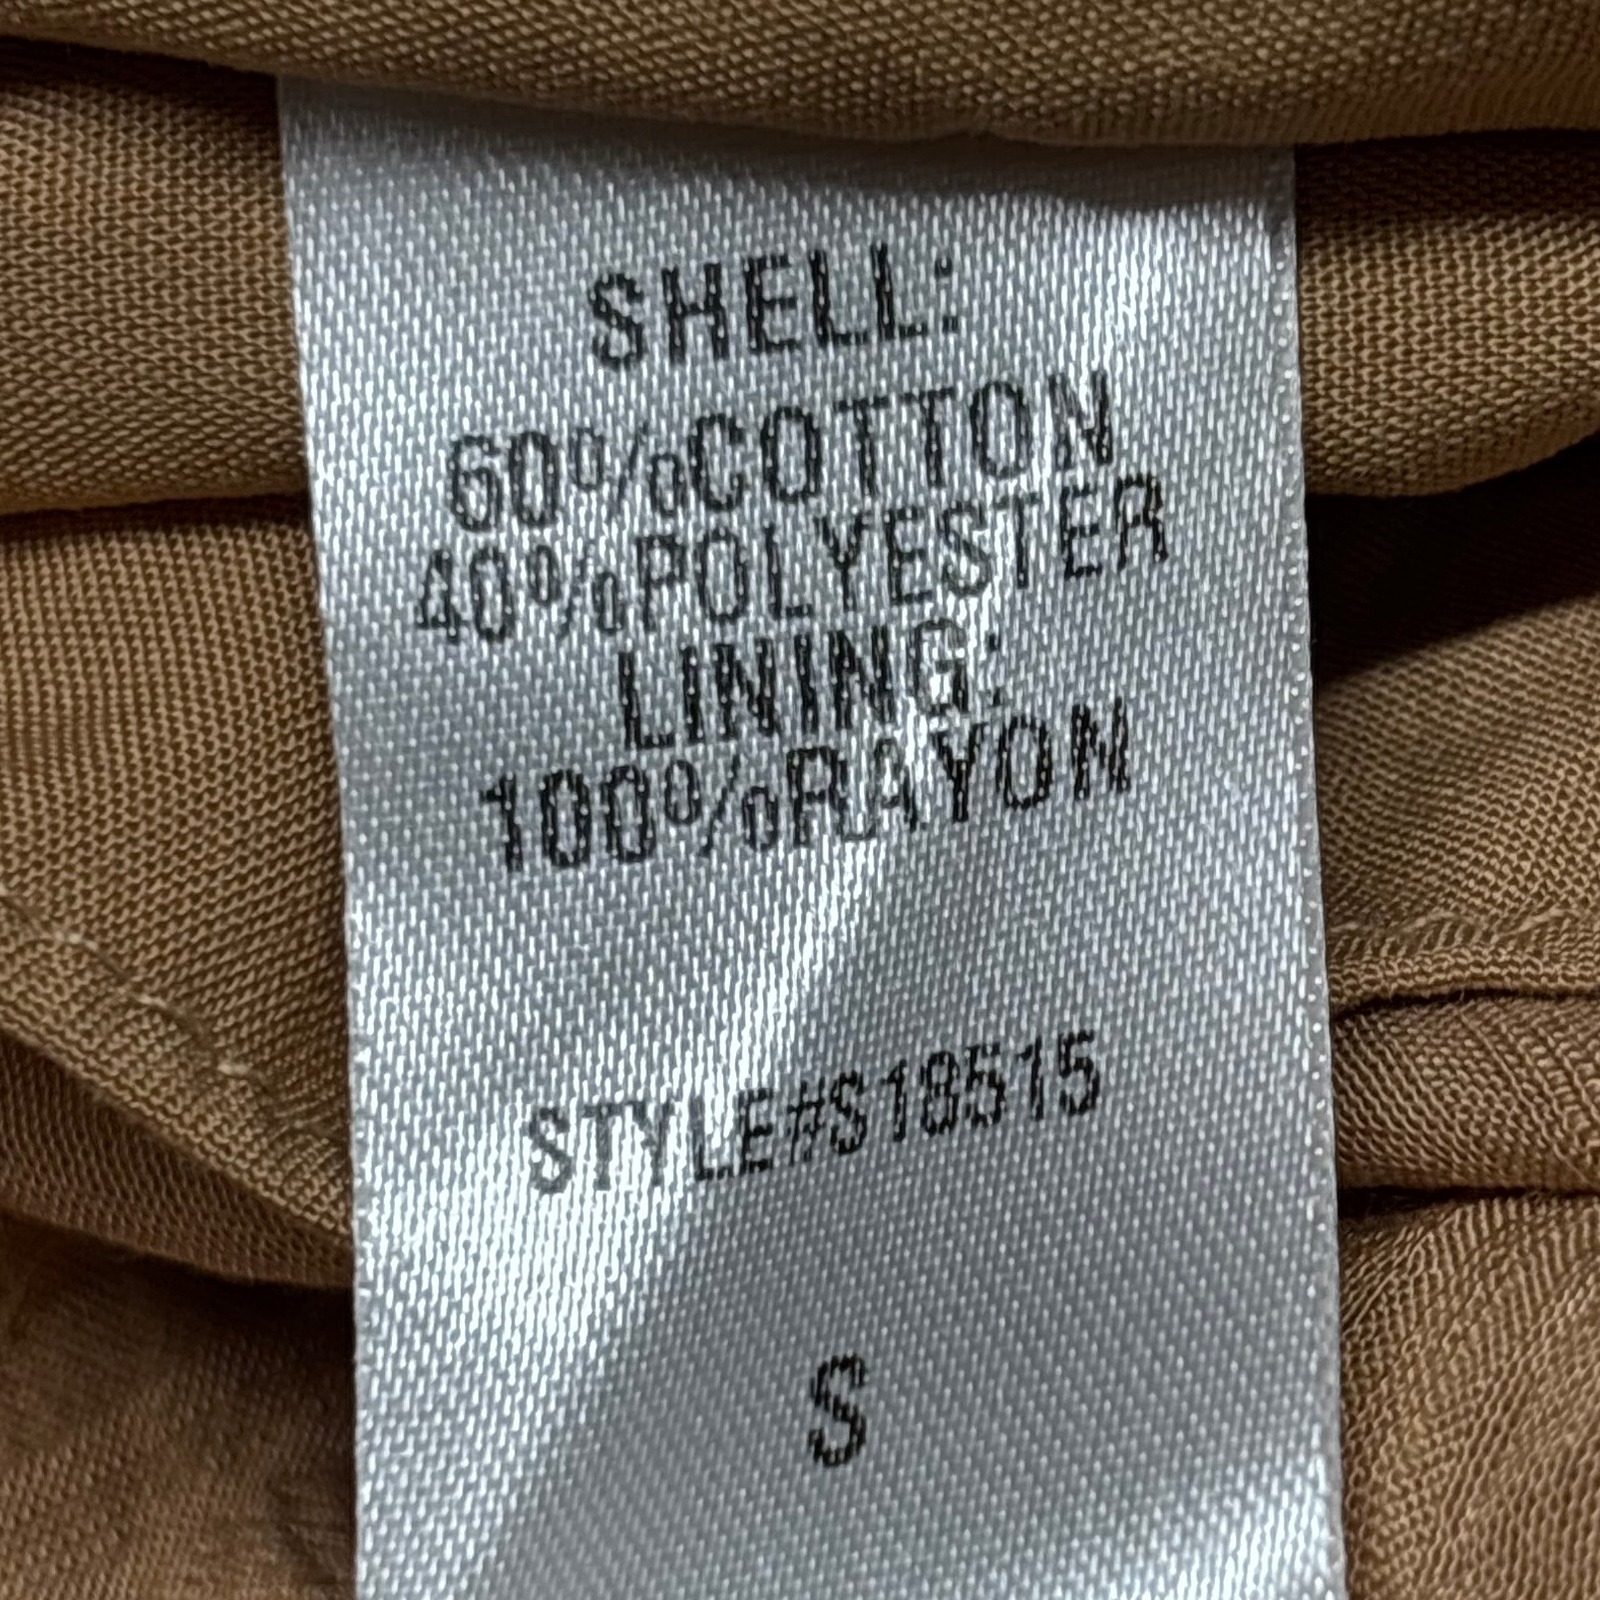 SHELL:
60%COTTON
40%POLYESTER
LINING:
100%RAYON
STYLE#S18515
S